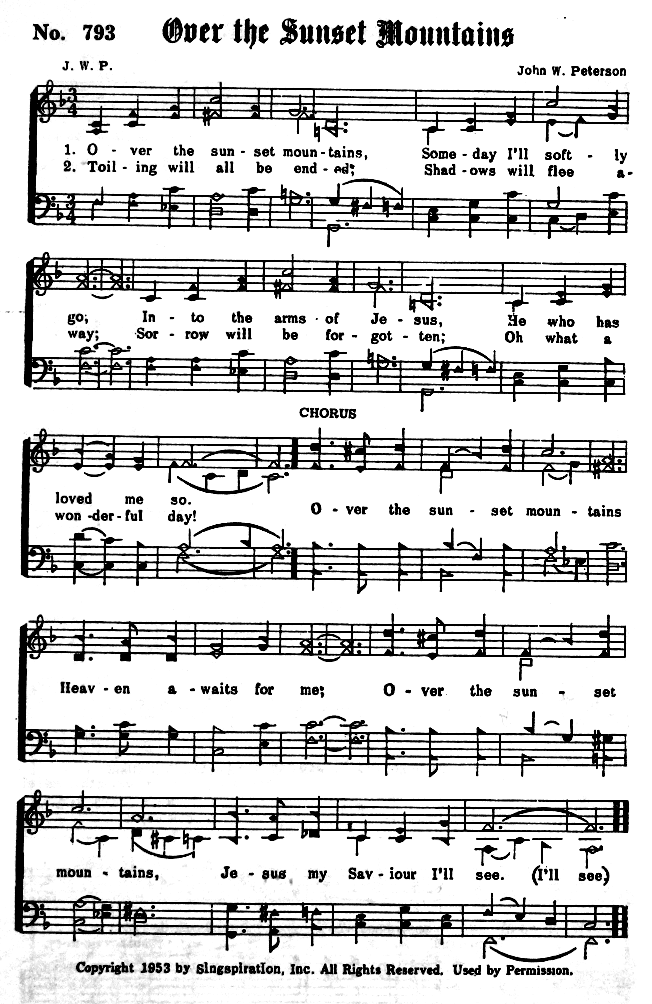 No. 793 Over the Sunset Mountains
J. W. P.
John W. Peterson
1. O - ver the sun - set moun - tains, Some - day I'll soft - ly
2. Toil - ing will all be end - ed; Shad - ows will flee a -
go; In - to the arms of Je - sus, He who has
way; Sor - row will be for - got - ten; Oh what a
CHORUS
loved me so.
won - der - ful day! O - ver the sun - set moun - tains
Heav - en a - waits for me; O - ver the sun - set
moun - tains, Je - sus my Sav - iour I'll see. (I'll see)
Copyright 1953 by Singspiration, Inc. All Rights Reserved. Used by Permission.